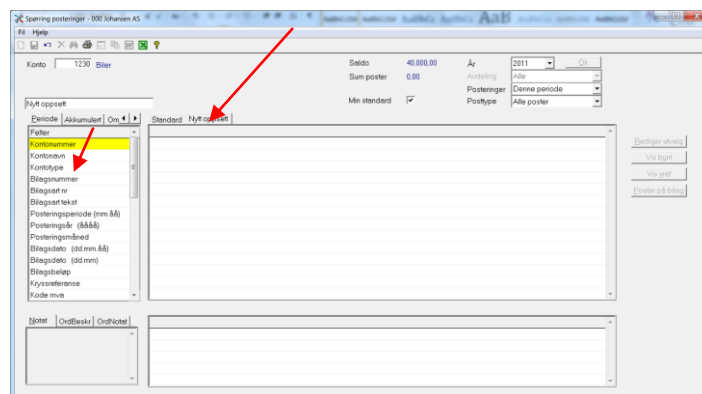 Spørring posteringer - 000 Johansen AS
Fil Hjelp
Konto 1230 Biler
Saldo 40.000,00
År 2011 Ok
Sum poster 0.00
Avdeling Alle
Posteringer Denne periode
Min standard
Posttype Alle poster
Nytt oppsett
Periode Akkumulert Om
Standard Nytt oppsett
Felter
Kontonummer
Kontonavn
Kontotype
Bilagsnummer
Bilagsart nr
Bilagsart tekst
Posteringsperiode (mm.åå)
Posteringsår (åååå)
Posteringsmåned
Bilagsdato (dd.mm.åå)
Bilagsdato (dd.mm)
Bilagsbeløp
Kryssreferanse
Kode mva
Rediger utvalg
Vis bunt
Vis xref
Poster på bilag
Notat OrdBeskr OrdNotat